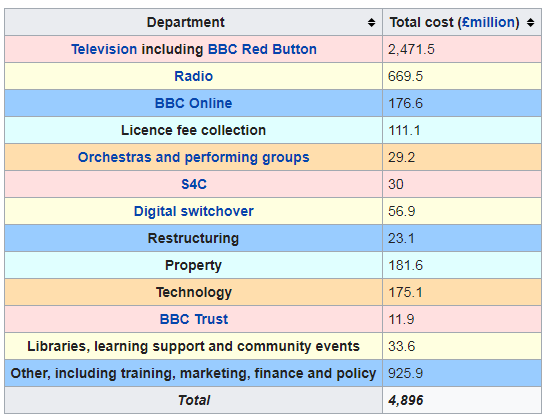 Department Total cost (£million)
Television including BBC Red Button 2,471.5
Radio 669.5
BBC Online 176.6
Licence fee collection 111.1
Orchestras and performing groups 29.2
S4C 30
Digital switchover 56.9
Restructuring 23.1
Property 181.6
Technology 175.1
BBC Trust 11.9
Libraries, learning support and community events 33.6
Other, including training, marketing, finance and policy 925.9
Total 4,896